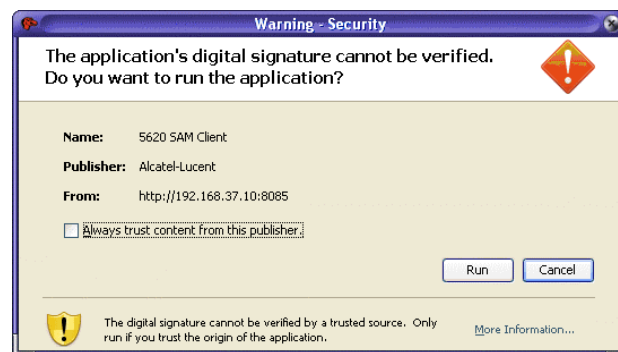 Warning - Security
The application's digital signature cannot be verified.
Do you want to run the application?
Name: 5620 SAM Client
Publisher: Alcatel-Lucent
From: http://192.168.37.10:8085
Always trust content from this publisher.
Run Cancel
The digital signature cannot be verified by a trusted source. Only
run if you trust the origin of the application.
More Information...